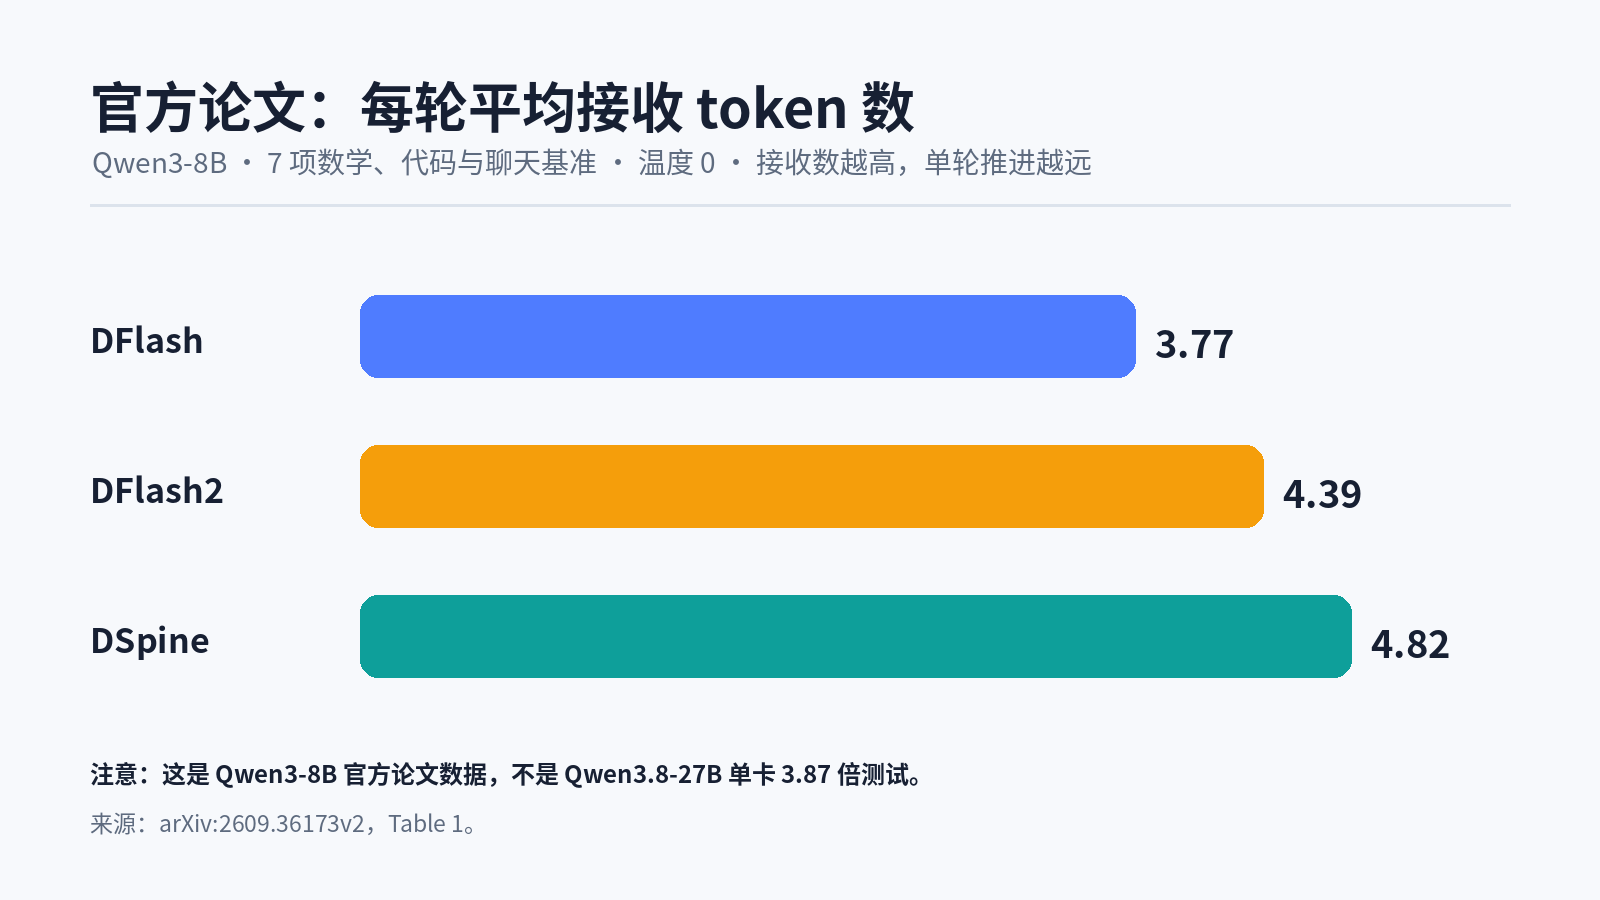 官方论文：每轮平均接收 token 数
Qwen3-8B · 7 项数学、代码与聊天基准 · 温度 0 · 接收数越高，单轮推进越远
DFlash
3.77
DFlash2
4.39
DSpine
4.82
注意：这是 Qwen3-8B 官方论文数据，不是 Qwen3.8-27B 单卡 3.87 倍测试。
来源：arXiv:2609.36173v2，Table 1。